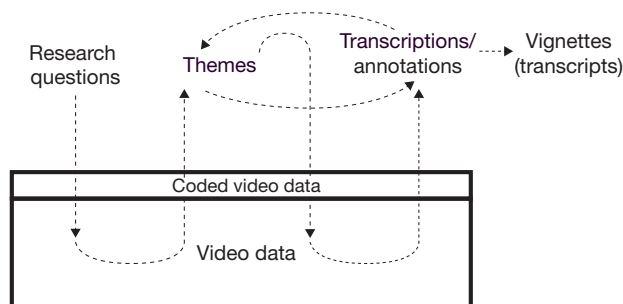 Research
questions
Themes
Transcriptions/
annotations
Vignettes
(transcripts)
Coded video data
Video data